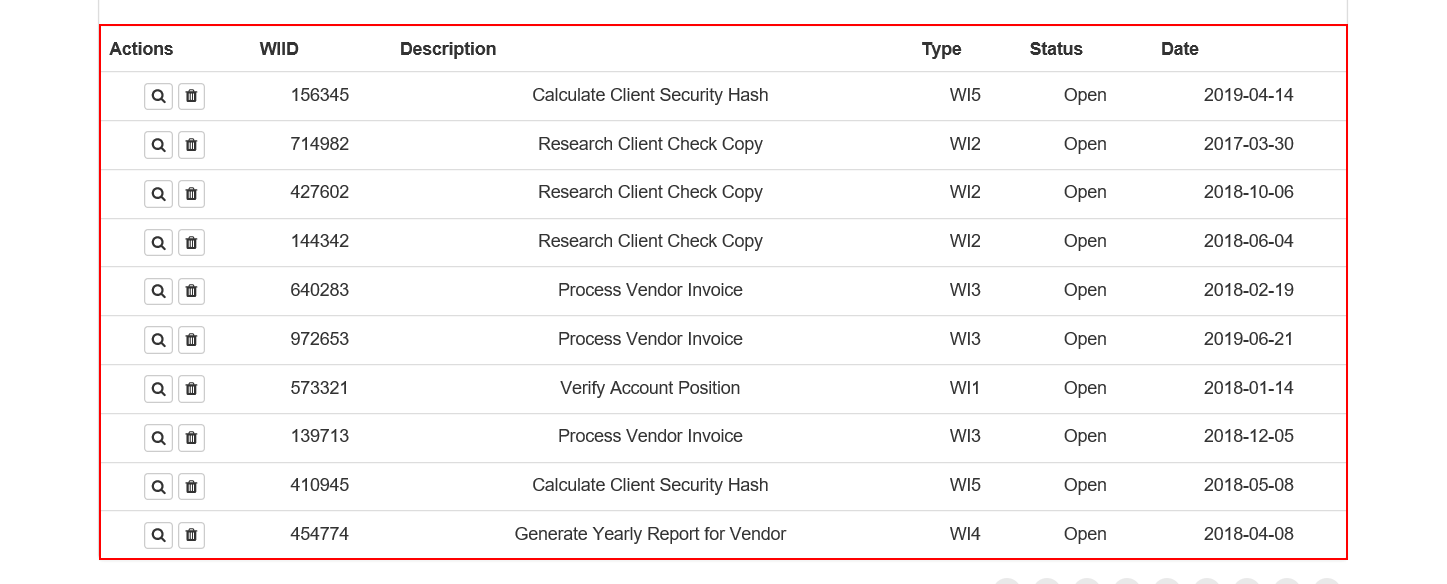 Actions WIID Description Type Status Date
156345 Calculate Client Security Hash WI5 Open 2019-04-14
714982 Research Client Check Copy WI2 Open 2017-03-30
427602 Research Client Check Copy WI2 Open 2018-10-06
144342 Research Client Check Copy WI2 Open 2018-06-04
640283 Process Vendor Invoice WI3 Open 2018-02-19
972653 Process Vendor Invoice WI3 Open 2019-06-21
573321 Verify Account Position WI1 Open 2018-01-14
139713 Process Vendor Invoice WI3 Open 2018-12-05
410945 Calculate Client Security Hash WI5 Open 2018-05-08
454774 Generate Yearly Report for Vendor WI4 Open 2018-04-08